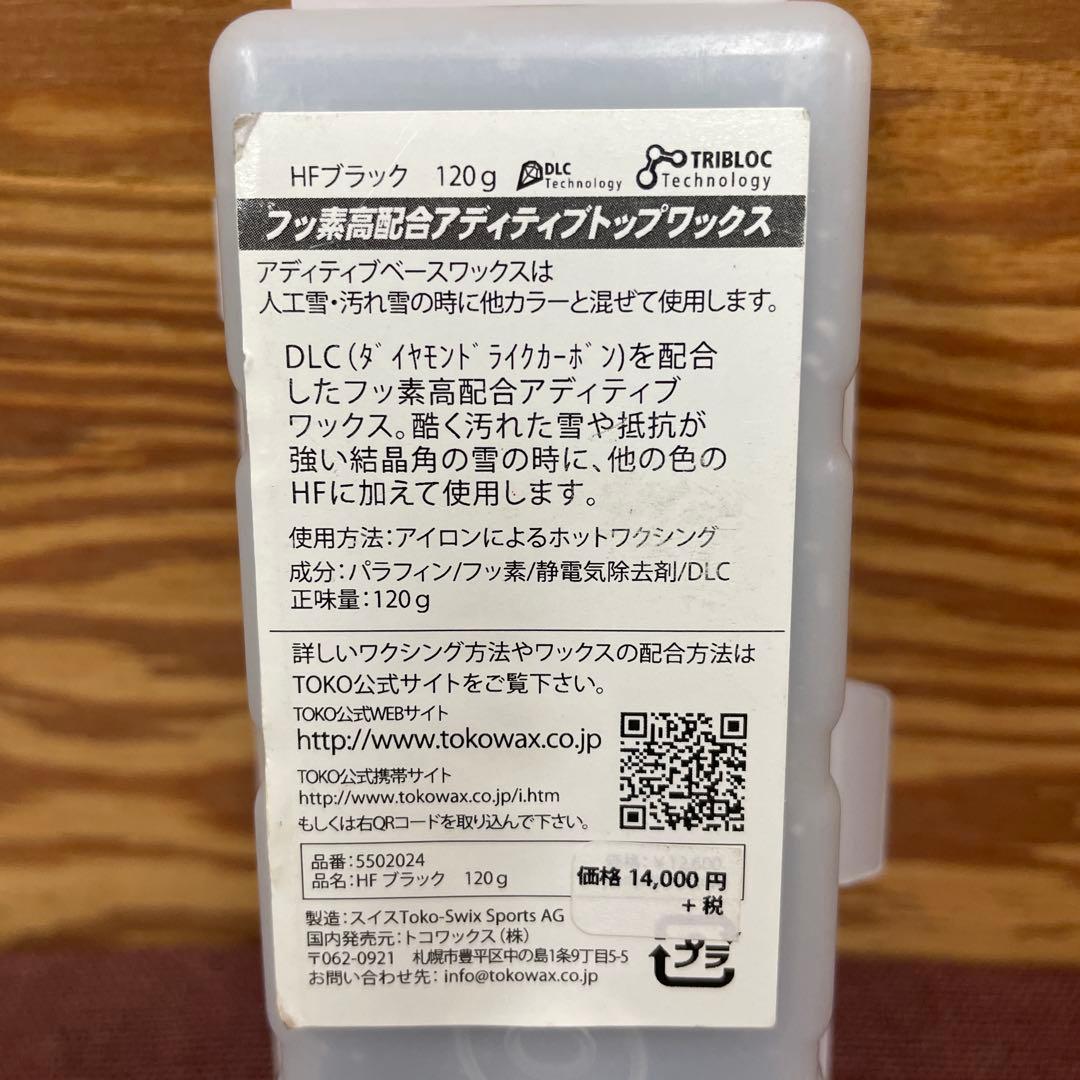 HFブラック 120g DLC Technology TRIBLOC Technology
フッ素高配合アディティブトップワックス
アディティブベースワックスは
人工雪・汚れ雪の時に他カラーと混ぜて使用します。
DLC(ﾀﾞｲﾔﾓﾝﾄﾞﾗｲｸｶｰﾎﾞﾝ)を配合
したフッ素高配合アディティブ
ワックス。酷く汚れた雪や抵抗が
強い結晶角の雪の時に、他の色の
HFに加えて使用します。
使用方法：アイロンによるホットワクシング
成分：パラフィン/フッ素/静電気除去剤/DLC
正味量：120g
詳しいワクシング方法やワックスの配合方法は
TOKO公式サイトをご覧下さい。
TOKO公式WEBサイト
http://www.tokowax.co.jp
TOKO公式携帯サイト
http://www.tokowax.co.jp/i.htm
もしくは右QRコードを取り込んで下さい。
品番：5502024
品名：HF ブラック 120g
価格 14,000 円
+ 税
製造：スイスToko-Swix Sports AG
国内発売元：トコワックス（株）
〒062-0921 札幌市豊平区中の島1条9丁目5-5
お問い合わせ先：info@tokowax.co.jp
プラ